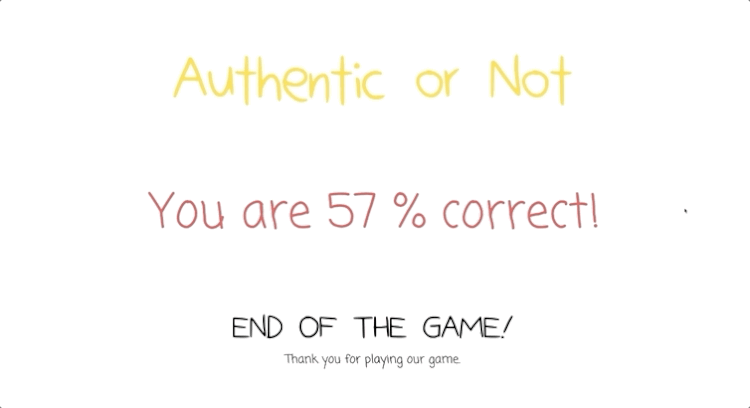 Authentic or Not
You are 57 % correct!
END OF THE GAME!
Thank you for playing our game.